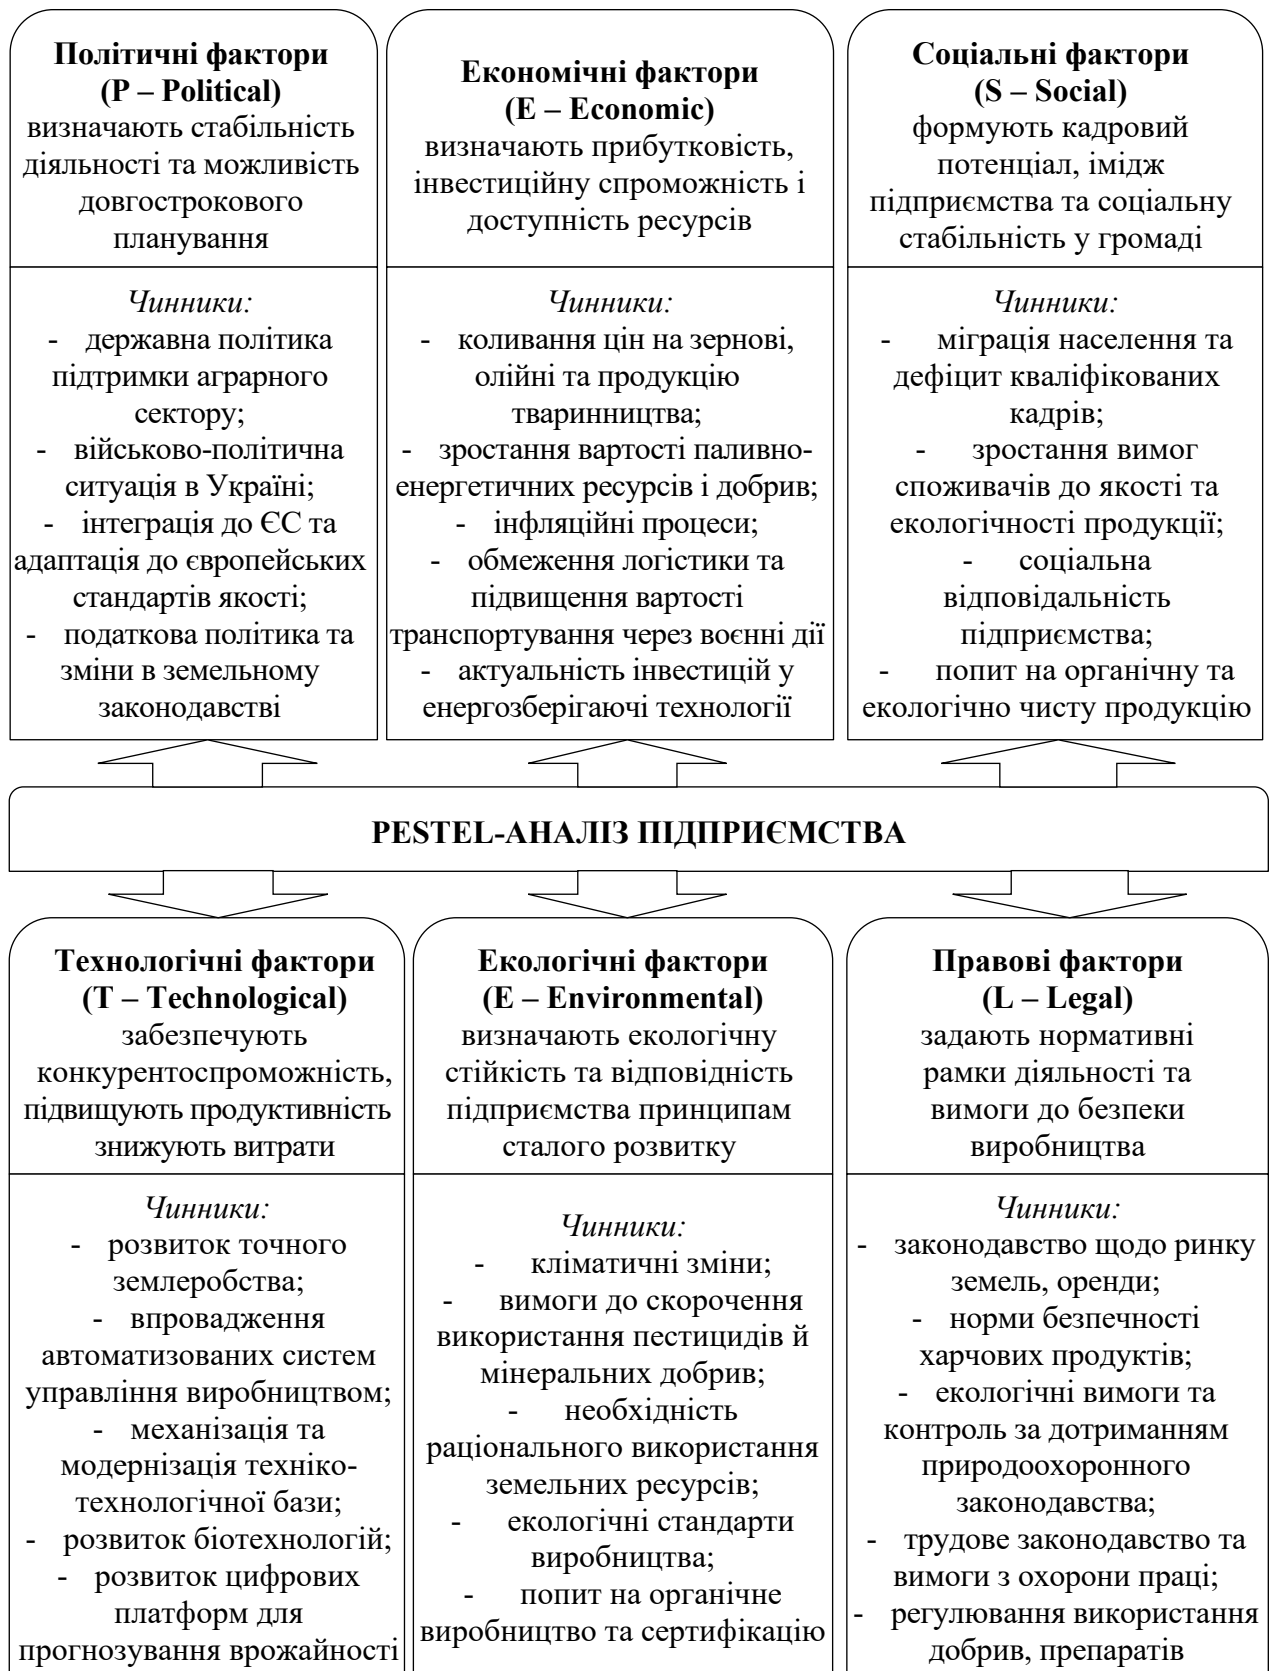 Політичні фактори
(P – Political)
визначають стабільність
діяльності та можливість
довгострокового
планування
Чинники:
- державна політика
підтримки аграрного
сектору;
- військово-політична
ситуація в Україні;
- інтеграція до ЄС та
адаптація до європейських
стандартів якості;
- податкова політика та
зміни в земельному
законодавстві
Економічні фактори
(E – Economic)
визначають прибутковість,
інвестиційну спроможність і
доступність ресурсів
Чинники:
- коливання цін на зернові,
олійні та продукцію
тваринництва;
- зростання вартості паливно-
енергетичних ресурсів і добрив;
- інфляційні процеси;
- обмеження логістики та
підвищення вартості
транспортування через воєнні дії
- актуальність інвестицій у
енергозберігаючі технології
Соціальні фактори
(S – Social)
формують кадровий
потенціал, імідж
підприємства та соціальну
стабільність у громаді
Чинники:
- міграція населення та
дефіцит кваліфікованих
кадрів;
- зростання вимог
споживачів до якості та
екологічності продукції;
- соціальна
відповідальність
підприємства;
- попит на органічну та
екологічно чисту продукцію
PESTEL-АНАЛІЗ ПІДПРИЄМСТВА
Технологічні фактори
(T – Technological)
забезпечують
конкурентоспроможність,
підвищують продуктивність
знижують витрати
Чинники:
- розвиток точного
землеробства;
- впровадження
автоматизованих систем
управління виробництвом;
- механізація та
модернізація техніко-
технологічної бази;
- розвиток біотехнологій;
- розвиток цифрових
платформ для
прогнозування врожайності
Екологічні фактори
(E – Environmental)
визначають екологічну
стійкість та відповідність
підприємства принципам
сталого розвитку
Чинники:
- кліматичні зміни;
- вимоги до скорочення
використання пестицидів й
мінеральних добрив;
- необхідність
раціонального використання
земельних ресурсів;
- екологічні стандарти
виробництва;
- попит на органічне
виробництво та сертифікацію
Правові фактори
(L – Legal)
задають нормативні
рамки діяльності та
вимоги до безпеки
виробництва
Чинники:
- законодавство щодо ринку
земель, оренди;
- норми безпечності
харчових продуктів;
- екологічні вимоги та
контроль за дотриманням
природоохоронного
законодавства;
- трудове законодавство та
вимоги з охорони праці;
- регулювання використання
добрив, препаратів